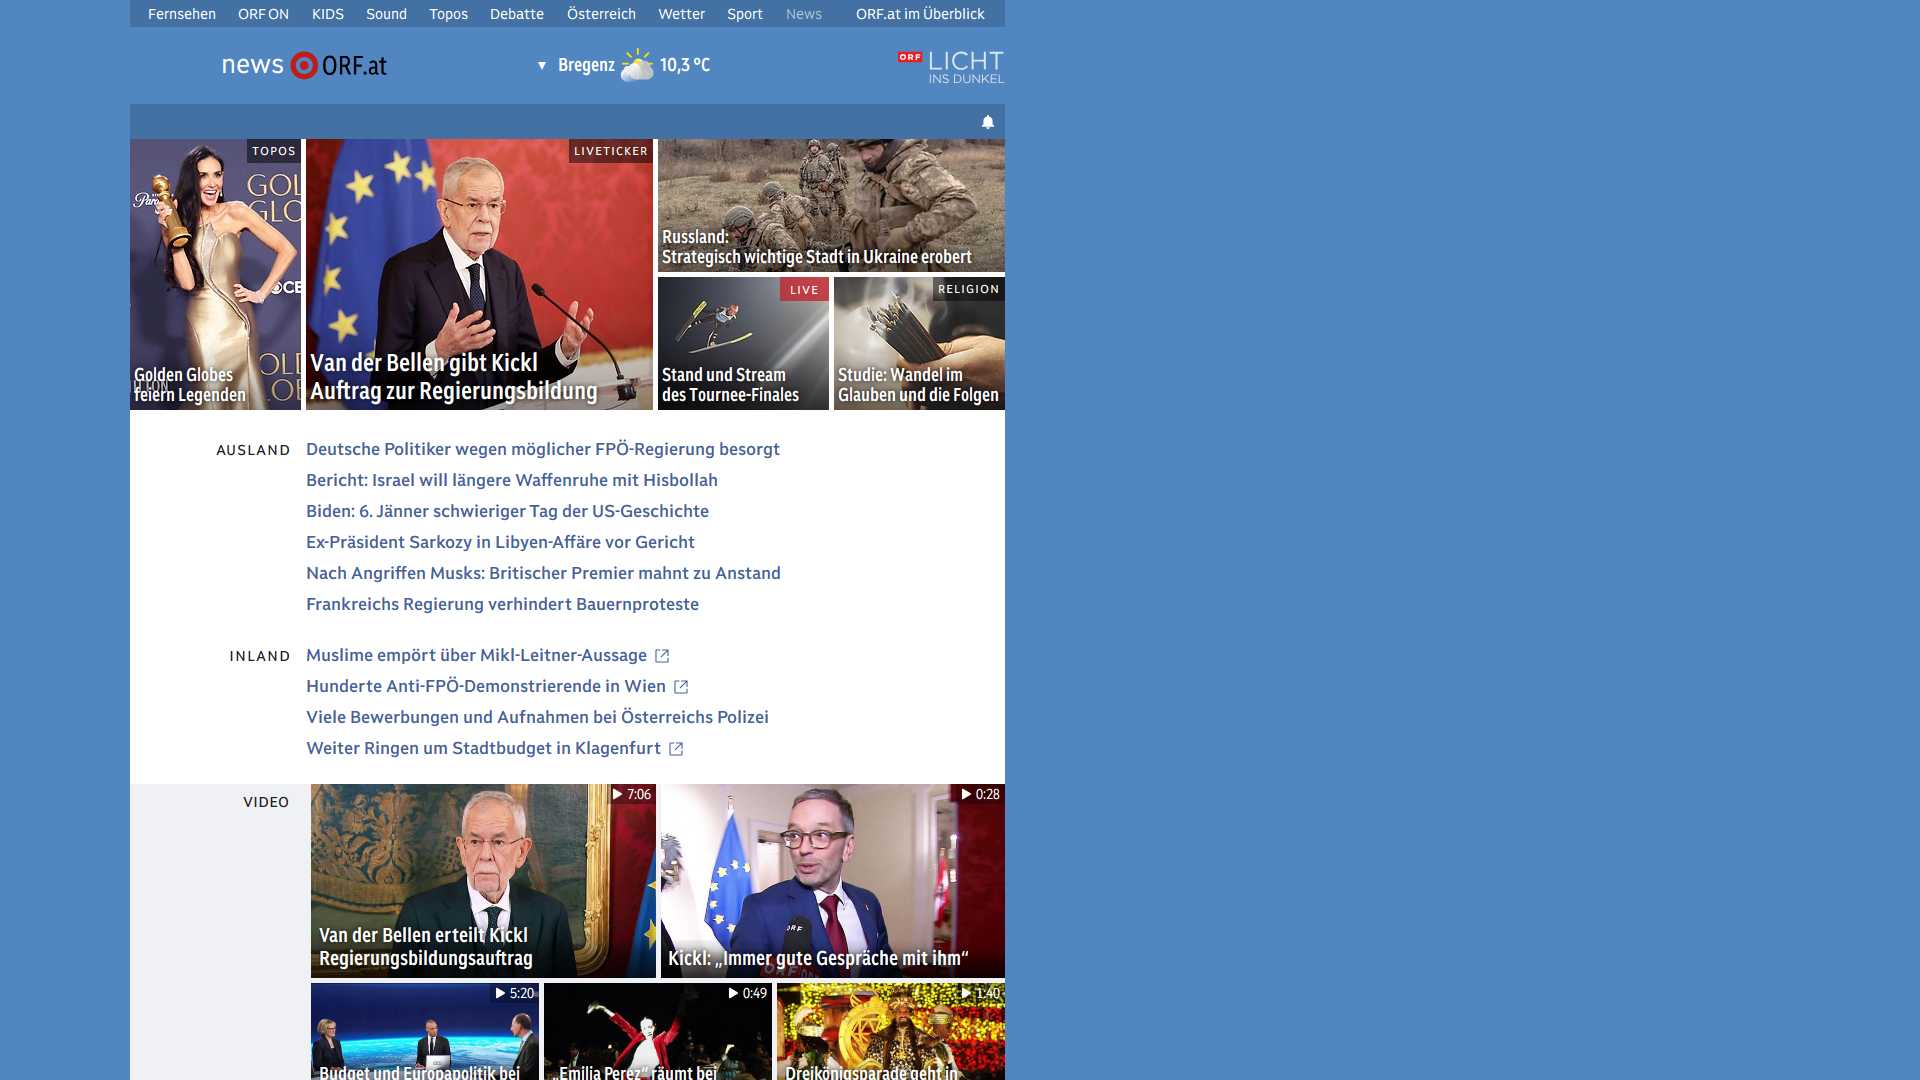 Fernsehen ORF ON KIDS Sound Topos Debatte Österreich Wetter Sport News ORF.at im Überblick
news ORF.at
Bregenz 10,3 °C
ORF LICHT
INS DUNKEL
TOPOS
Golden Globes
feiern Legenden
LIVETICKER
Van der Bellen gibt Kickl
Auftrag zur Regierungsbildung
Russland:
Strategisch wichtige Stadt in Ukraine erobert
LIVE
Stand und Stream
des Tournee-Finales
RELIGION
Studie: Wandel im
Glauben und die Folgen
AUSLAND
Deutsche Politiker wegen möglicher FPÖ-Regierung besorgt
Bericht: Israel will längere Waffenruhe mit Hisbollah
Biden: 6. Jänner schwieriger Tag der US-Geschichte
Ex-Präsident Sarkozy in Libyen-Affäre vor Gericht
Nach Angriffen Musks: Britischer Premier mahnt zu Anstand
Frankreichs Regierung verhindert Bauernproteste
INLAND
Muslime empört über Mikl-Leitner-Aussage
Hunderte Anti-FPÖ-Demonstrierende in Wien
Viele Bewerbungen und Aufnahmen bei Österreichs Polizei
Weiter Ringen um Stadtbudget in Klagenfurt
VIDEO
7:06
Van der Bellen erteilt Kickl
Regierungsbildungsauftrag
0:28
Kickl: „Immer gute Gespräche mit ihm“
5:20
Budget und Europapolitik bei
0:49
„Emilia Perez“ räumt bei
1:40
Dreikönigsparade geht in